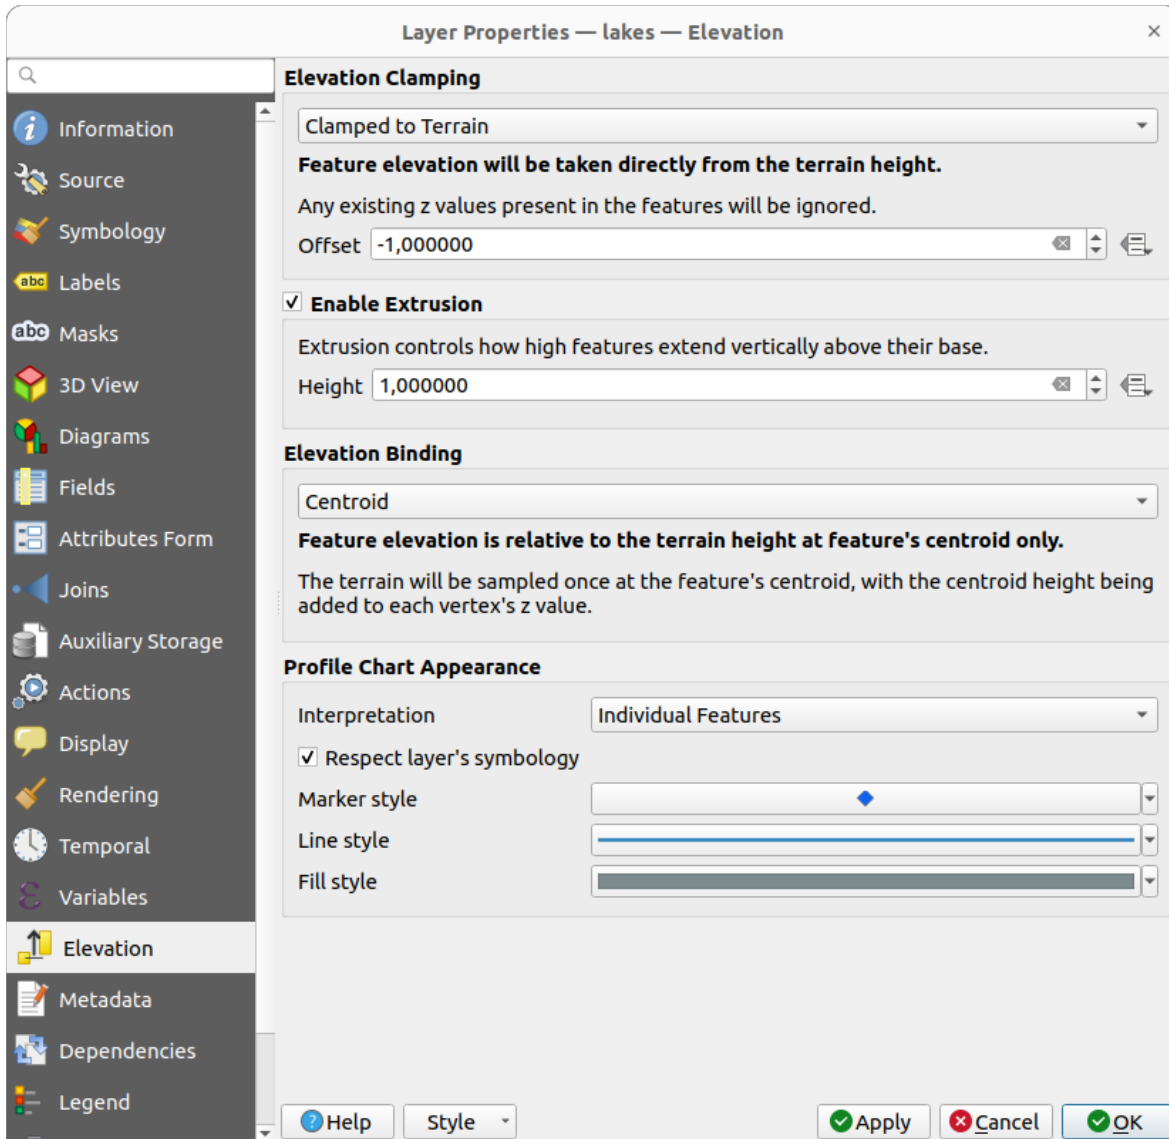 Layer Properties — lakes — Elevation
Information
Source
Symbology
abc Labels
abc Masks
3D View
Diagrams
Fields
Attributes Form
Joins
Auxiliary Storage
Actions
Display
Rendering
Temporal
Variables
Elevation
Metadata
Dependencies
Legend
Elevation Clamping
Clamped to Terrain
Feature elevation will be taken directly from the terrain height.
Any existing z values present in the features will be ignored.
Offset -1,000000
Enable Extrusion
Extrusion controls how high features extend vertically above their base.
Height 1,000000
Elevation Binding
Centroid
Feature elevation is relative to the terrain height at feature's centroid only.
The terrain will be sampled once at the feature's centroid, with the centroid height being
added to each vertex's z value.
Profile Chart Appearance
Interpretation Individual Features
Respect layer's symbology
Marker style
Line style
Fill style
Help Style Apply Cancel OK